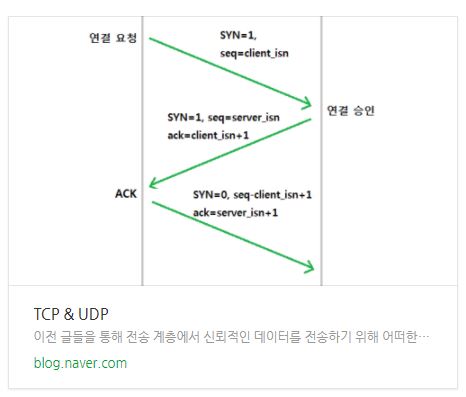 연결 요청
SYN=1,
seq=client_isn
연결 승인
SYN=1, seq=server_isn
ack=client_isn+1
ACK
SYN=0, seq-client_isn+1
ack=server_isn+1
TCP & UDP
이전 글들을 통해 전송 계층에서 신뢰적인 데이터를 전송하기 위해 어떠한…
blog.naver.com